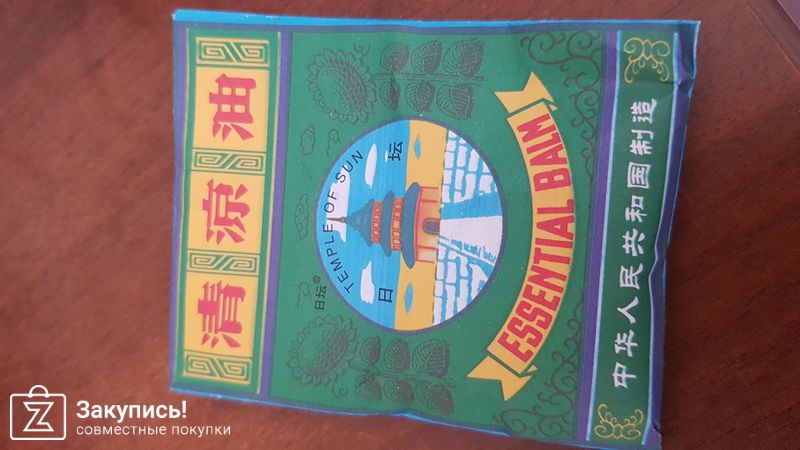 清凉油
日坛®
TEMPLE OF SUN
日 坛
ESSENTIAL BALM
中华人民共和国制造
Закупись!
совместные покупки